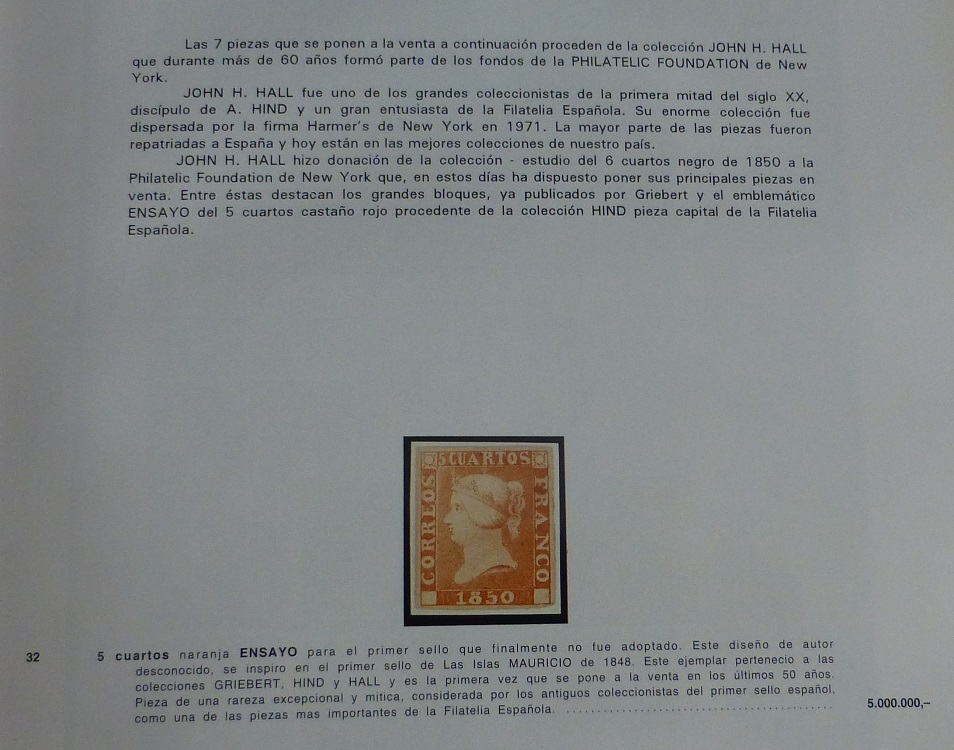 Las 7 piezas que se ponen a la venta a continuación proceden de la colección JOHN H. HALL
que durante más de 60 años formó parte de los fondos de la PHILATELIC FOUNDATION de New
York.
JOHN H. HALL fue uno de los grandes coleccionistas de la primera mitad del siglo XX,
discípulo de A. HIND y un gran entusiasta de la Filatelia Española. Su enorme colección fue
dispersada por la firma Harmer's de New York en 1971. La mayor parte de las piezas fueron
repatriadas a España y hoy están en las mejores colecciones de nuestro país.
JOHN H. HALL hizo donación de la colección - estudio del 6 cuartos negro de 1850 a la
Philatelic Foundation de New York que, en estos días ha dispuesto poner sus principales piezas en
venta. Entre éstas destacan los grandes bloques, ya publicados por Griebert y el emblemático
ENSAYO del 5 cuartos castaño rojo procedente de la colección HIND pieza capital de la Filatelia
Española.
5 CUARTOS
CORREOS
FRANCO
1850
32 5 cuartos naranja ENSAYO para el primer sello que finalmente no fue adoptado. Este diseño de autor
desconocido, se inspiro en el primer sello de Las Islas MAURICIO de 1848. Este ejemplar pertenecio a las
colecciones GRIEBERT, HIND y HALL y es la primera vez que se pone a la venta en los últimos 50 años.
Pieza de una rareza excepcional y mitica, considerada por los antiguos coleccionistas del primer sello español,
como una de las piezas mas importantes de la Filatelia Española. ........................................ 5.000.000,–